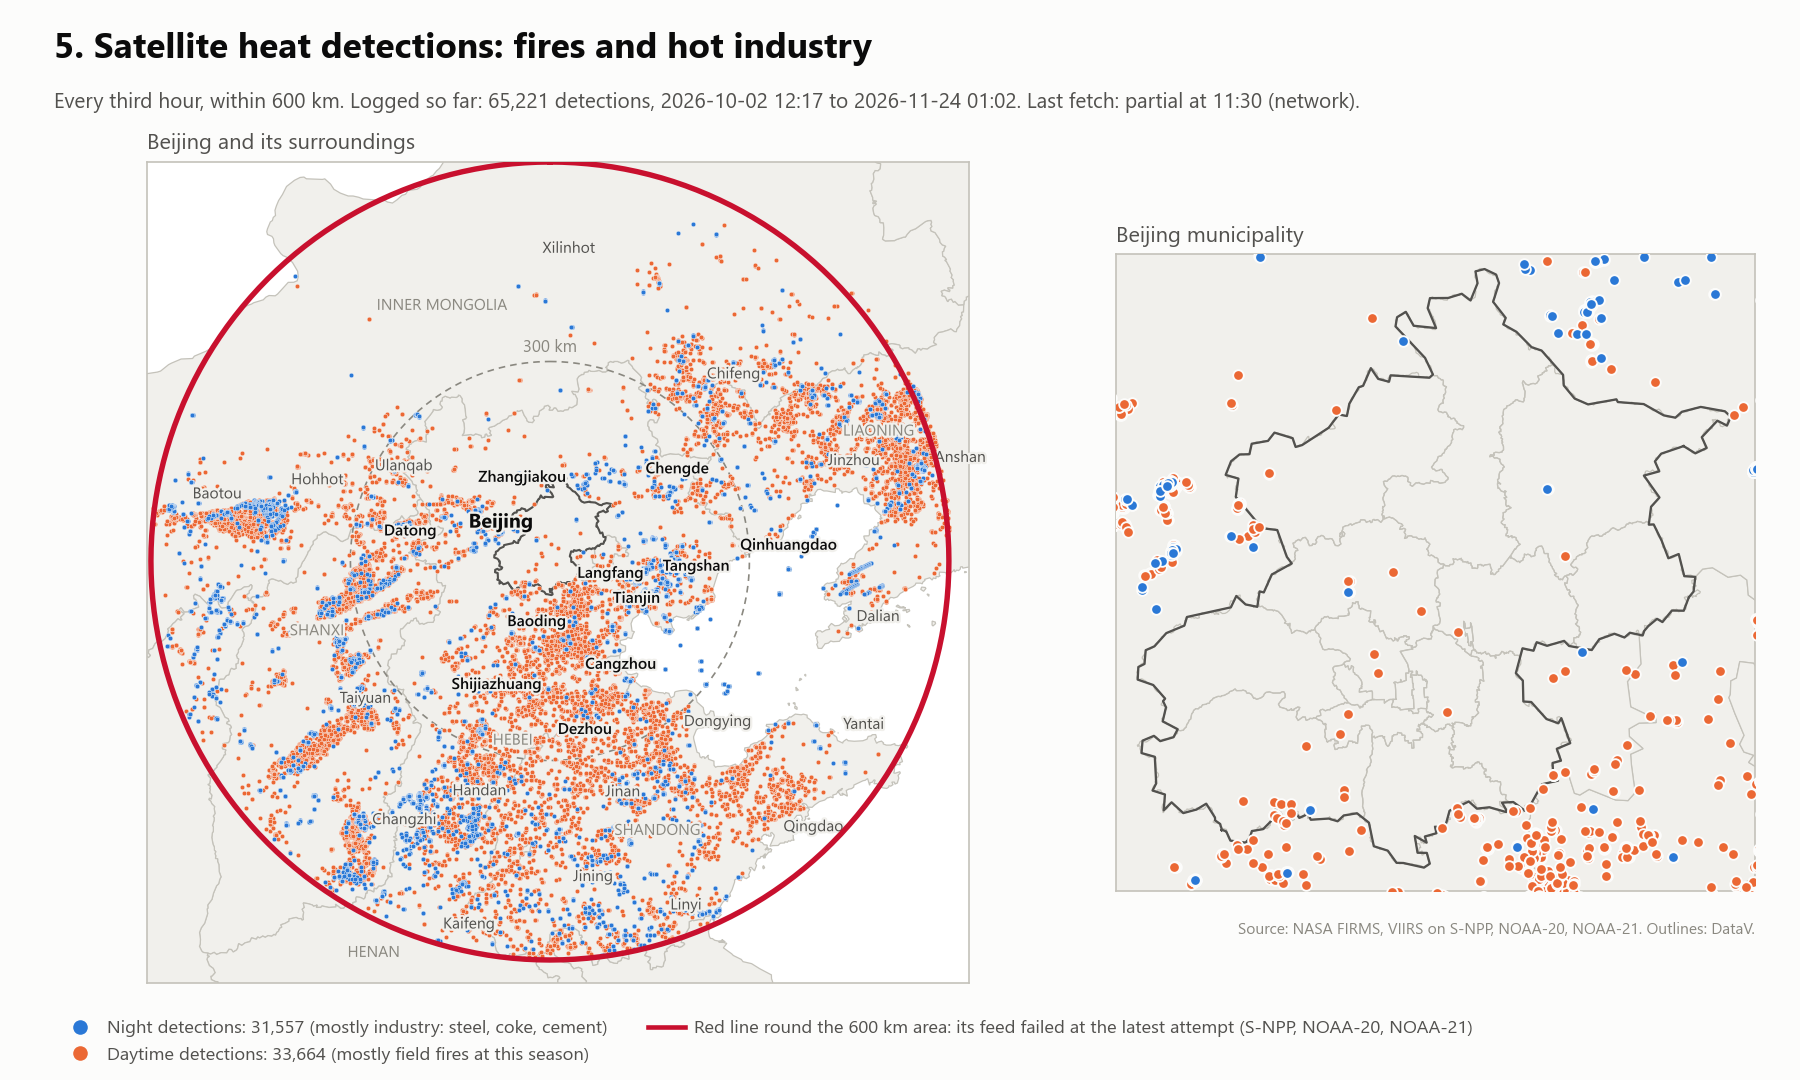 5. Satellite heat detections: fires and hot industry
Every third hour, within 600 km. Logged so far: 65,221 detections, 2026-10-02 12:17 to 2026-11-24 01:02. Last fetch: partial at 11:30 (network).
Beijing and its surroundings
Xilinhot
INNER MONGOLIA
300 km
Chifeng
LIAONING
Anshan
Jinzhou
Ulanqab
Chengde
Zhangjiakou
Hohhot
Baotou
Beijing
Datong
Qinhuangdao
Tangshan
Langfang
Tianjin
Dalian
Baoding
SHANXI
Cangzhou
Shijiazhuang
Taiyuan
Dongying
Yantai
Dezhou
HEBEI
Handan
Jinan
Changzhi
SHANDONG
Qingdao
Jining
Linyi
Kaifeng
HENAN
Beijing municipality
Source: NASA FIRMS, VIIRS on S-NPP, NOAA-20, NOAA-21. Outlines: DataV.
Night detections: 31,557 (mostly industry: steel, coke, cement)
Red line round the 600 km area: its feed failed at the latest attempt (S-NPP, NOAA-20, NOAA-21)
Daytime detections: 33,664 (mostly field fires at this season)